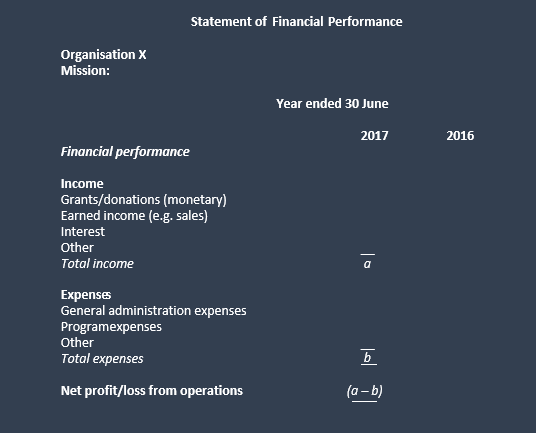 Statement of Financial Performance
Organisation X
Mission:
Year ended 30 June
2017 2016
Financial performance
Income
Grants/donations (monetary)
Earned income (e.g. sales)
Interest
Other
Total income a
Expenses
General administration expenses
Programexpenses
Other
Total expenses b
Net profit/loss from operations (a – b)